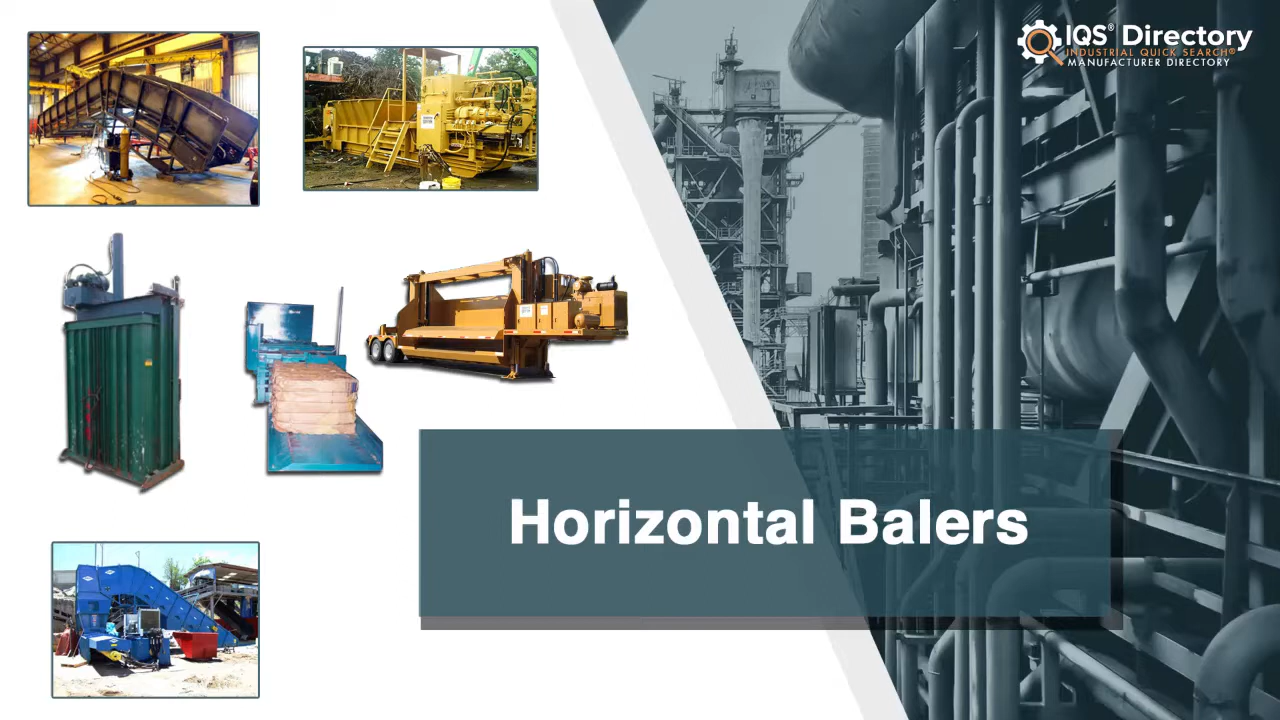 IQS® Directory
INDUSTRIAL QUICK SEARCH®
MANUFACTURER DIRECTORY
Horizontal Balers